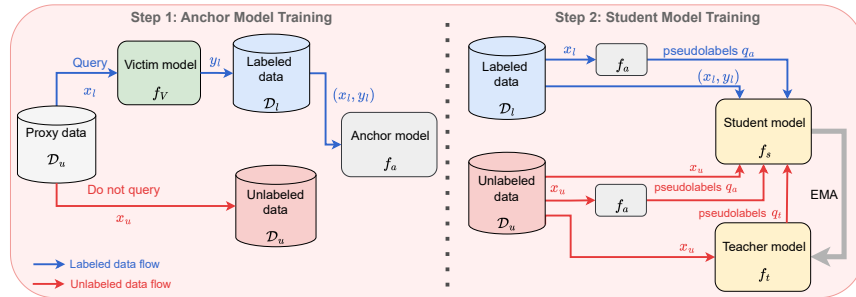 Step 1: Anchor Model Training
Query
x_l
Victim model
f_V
y_l
Labeled
data
D_l
(x_l, y_l)
Proxy data
D_u
Anchor model
f_a
Do not query
x_u
Unlabeled
data
D_u
Labeled data flow
Unlabeled data flow
Step 2: Student Model Training
Labeled
data
D_l
x_l
f_a
pseudolabels q_a
(x_l, y_l)
Student model
f_s
Unlabeled
data
D_u
x_u
x_u
f_a
pseudolabels q_a
pseudolabels q_t
EMA
x_u
Teacher model
f_t